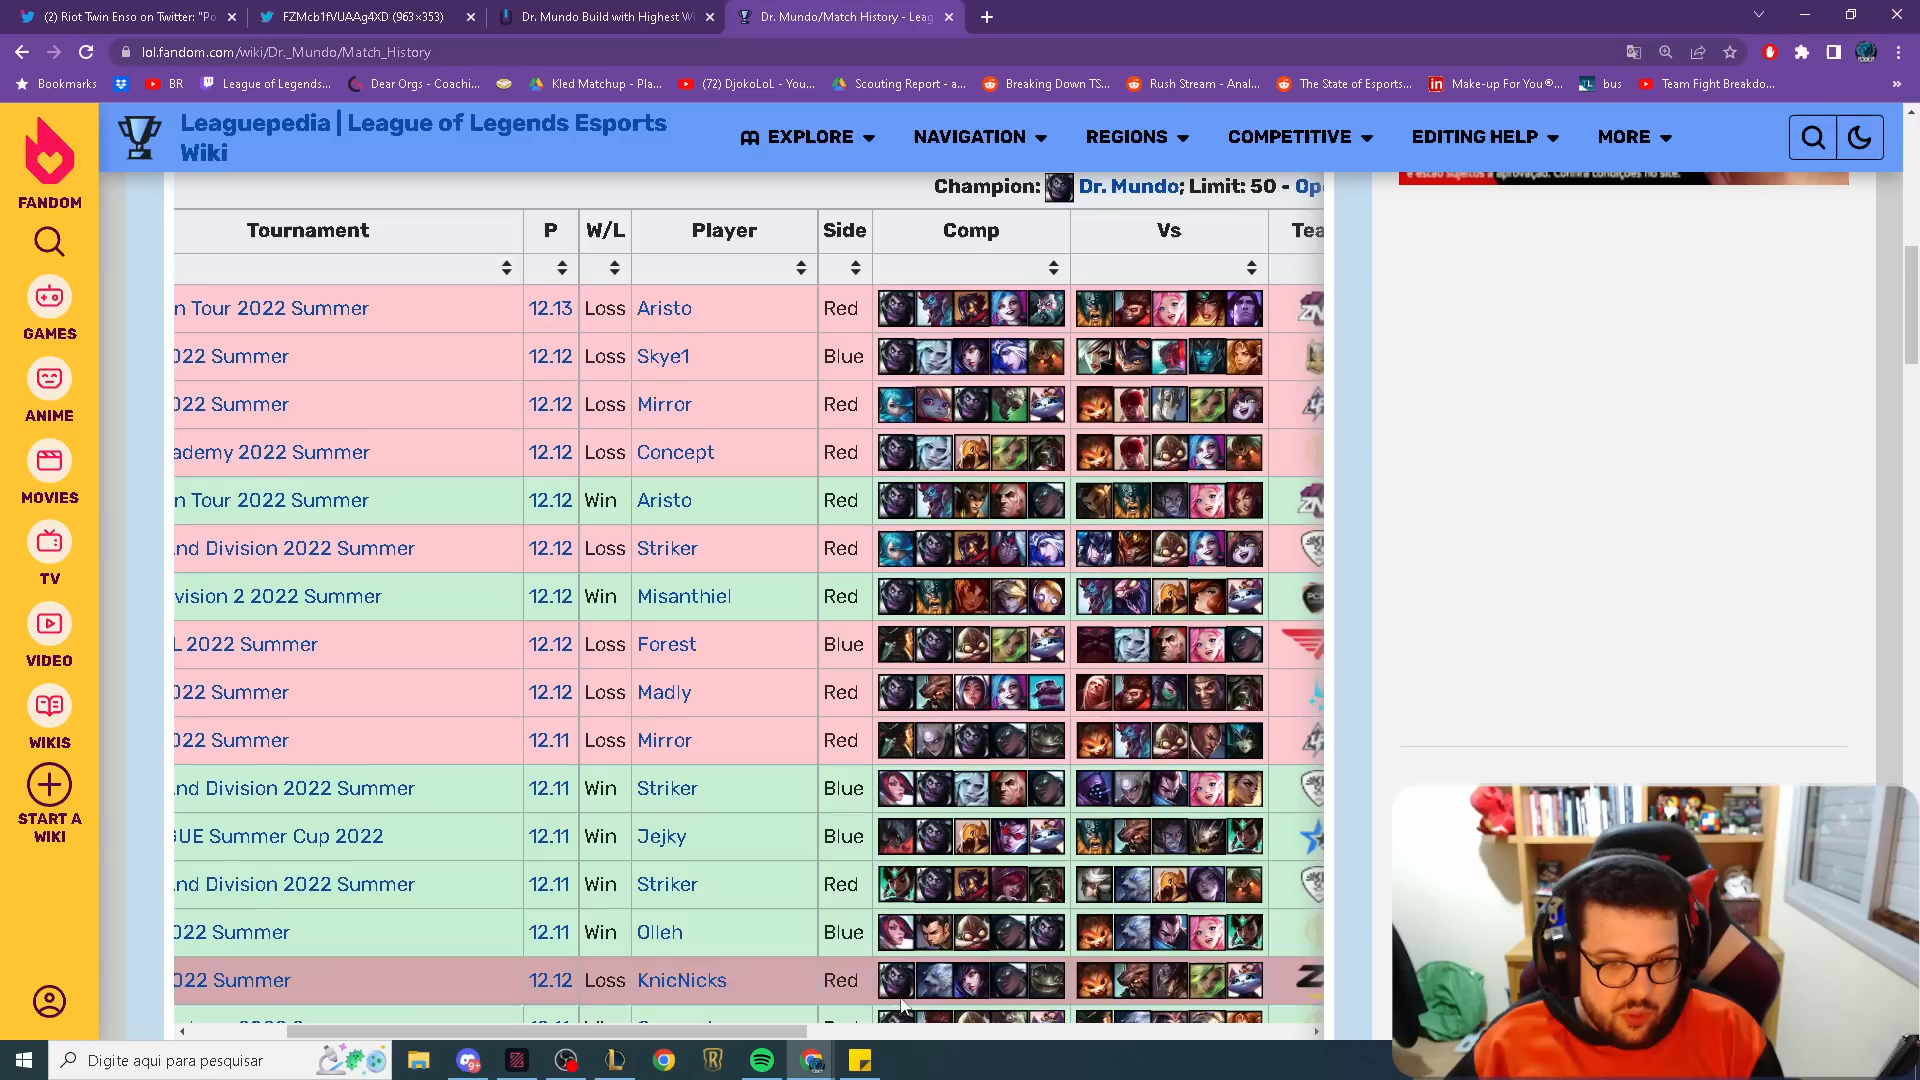 (2) Riot Twin Enso on Twitter: "Po
FZMcb1fVUAAg4XD (963×353)
Dr. Mundo Build with Highest Wi
Dr. Mundo/Match History - Leag
lol.fandom.com/wiki/Dr._Mundo/Match_History
Bookmarks
BR
League of Legends...
Dear Orgs - Coachi...
Kled Matchup - Pla...
(72) DjokoLoL - You...
Scouting Report - a...
Breaking Down TS...
Rush Stream - Anal...
The State of Esports...
Make-up For You®...
bus
Team Fight Breakdo...
»
FANDOM
GAMES
ANIME
MOVIES
TV
VIDEO
WIKIS
START A
WIKI
Leaguepedia | League of Legends Esports
Wiki
EXPLORE
NAVIGATION
REGIONS
COMPETITIVE
EDITING HELP
MORE
e estão sujeitos a aprovação. Confira condições no site.
Champion: Dr. Mundo; Limit: 50 - Op
Tournament P W/L Player Side Comp Vs Tea
n Tour 2022 Summer 12.13 Loss Aristo Red
022 Summer 12.12 Loss Skye1 Blue
022 Summer 12.12 Loss Mirror Red
ademy 2022 Summer 12.12 Loss Concept Red
n Tour 2022 Summer 12.12 Win Aristo Red
nd Division 2022 Summer 12.12 Loss Striker Red
vision 2 2022 Summer 12.12 Win Misanthiel Red
L 2022 Summer 12.12 Loss Forest Blue
022 Summer 12.12 Loss Madly Red
022 Summer 12.11 Loss Mirror Red
nd Division 2022 Summer 12.11 Win Striker Blue
GUE Summer Cup 2022 12.11 Win Jejky Blue
nd Division 2022 Summer 12.11 Win Striker Red
022 Summer 12.11 Win Olleh Blue
022 Summer 12.12 Loss KnicNicks Red
Digite aqui para pesquisar
9+